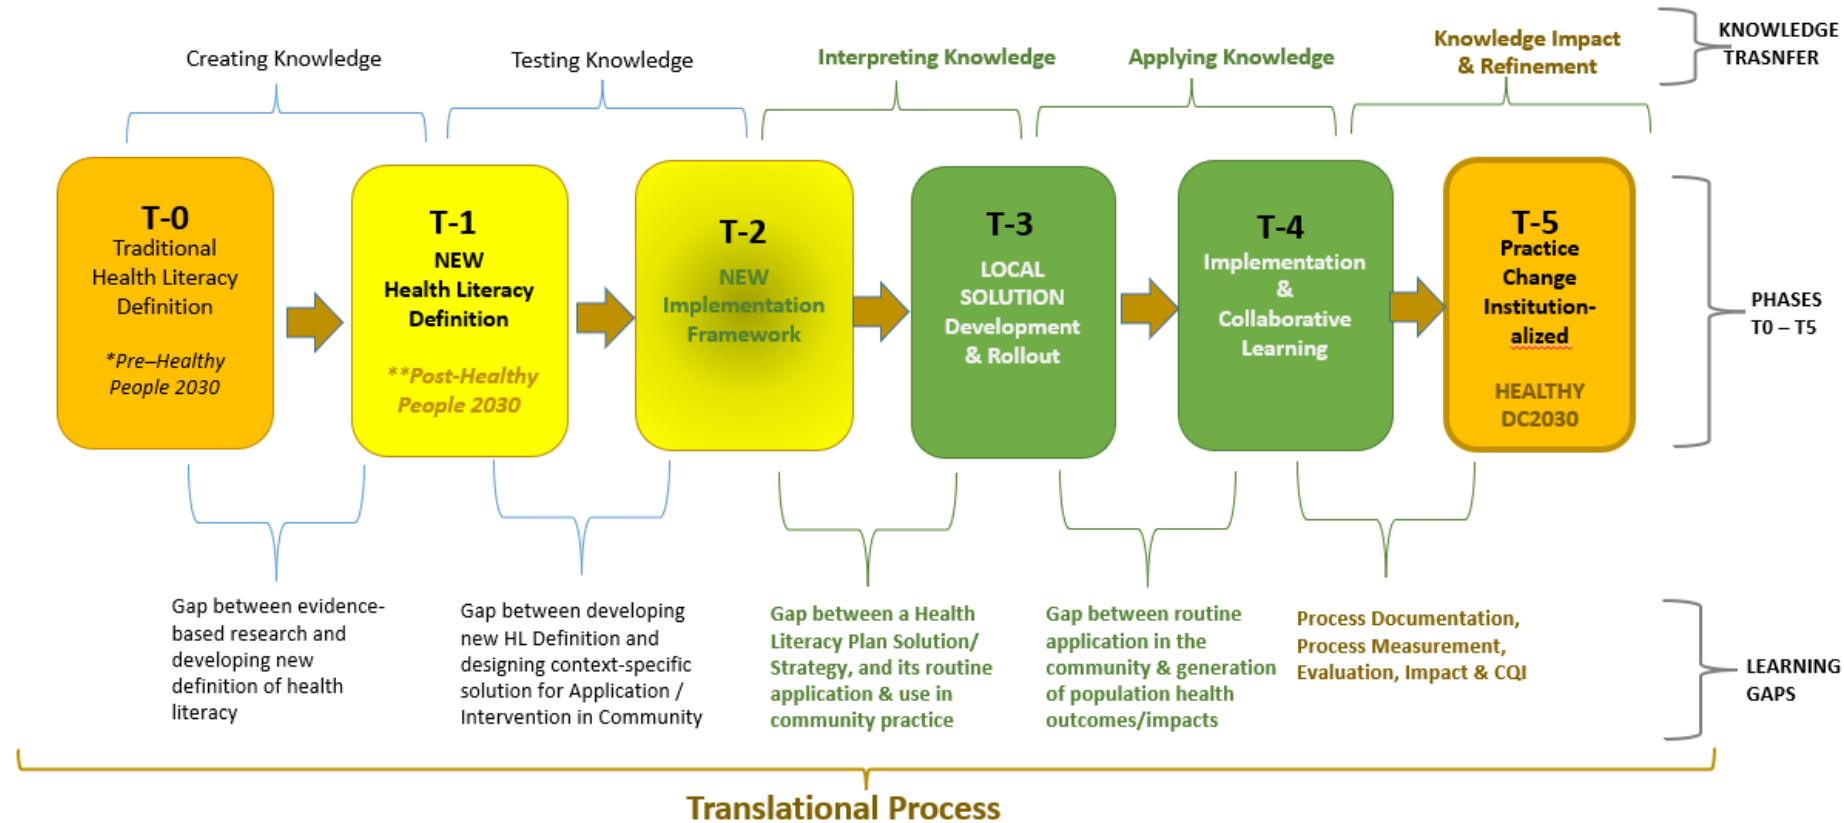 Creating Knowledge
Testing Knowledge
Interpreting Knowledge
Applying Knowledge
Knowledge Impact
& Refinement
KNOWLEDGE
TRASNFER
T-0
Traditional
Health Literacy
Definition
*Pre–Healthy
People 2030
T-1
NEW
Health Literacy
Definition
**Post-Healthy
People 2030
T-2
NEW
Implementation
Framework
T-3
LOCAL
SOLUTION
Development
& Rollout
T-4
Implementation
&
Collaborative
Learning
T-5
Practice
Change
Institution-
alized
HEALTHY
DC2030
PHASES
T0 – T5
Gap between evidence-
based research and
developing new
definition of health
literacy
Gap between developing
new HL Definition and
designing context-specific
solution for Application /
Intervention in Community
Gap between a Health
Literacy Plan Solution/
Strategy, and its routine
application & use in
community practice
Gap between routine
application in the
community & generation
of population health
outcomes/impacts
Process Documentation,
Process Measurement,
Evaluation, Impact & CQI
LEARNING
GAPS
Translational Process